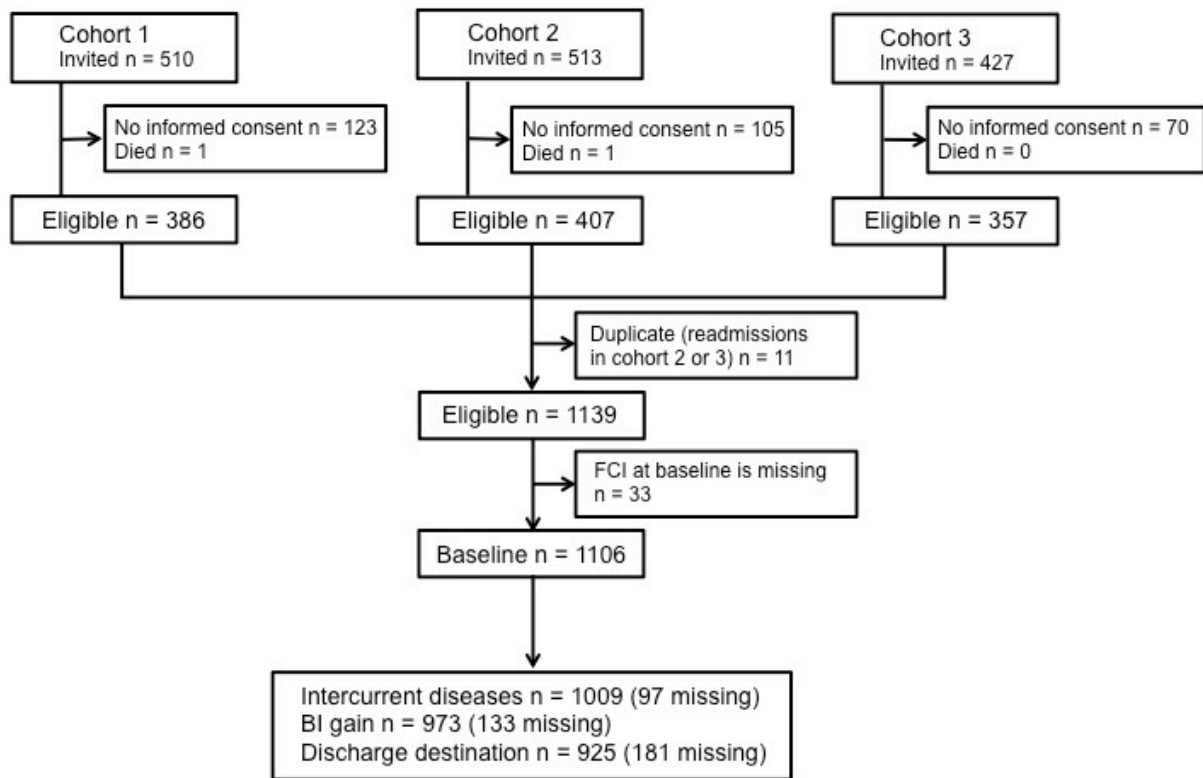 Cohort 1
Invited n = 510
Cohort 2
Invited n = 513
Cohort 3
Invited n = 427
No informed consent n = 123
Died n = 1
No informed consent n = 105
Died n = 1
No informed consent n = 70
Died n = 0
Eligible n = 386
Eligible n = 407
Eligible n = 357
Duplicate (readmissions
in cohort 2 or 3) n = 11
Eligible n = 1139
FCI at baseline is missing
n = 33
Baseline n = 1106
Intercurrent diseases n = 1009 (97 missing)
BI gain n = 973 (133 missing)
Discharge destination n = 925 (181 missing)